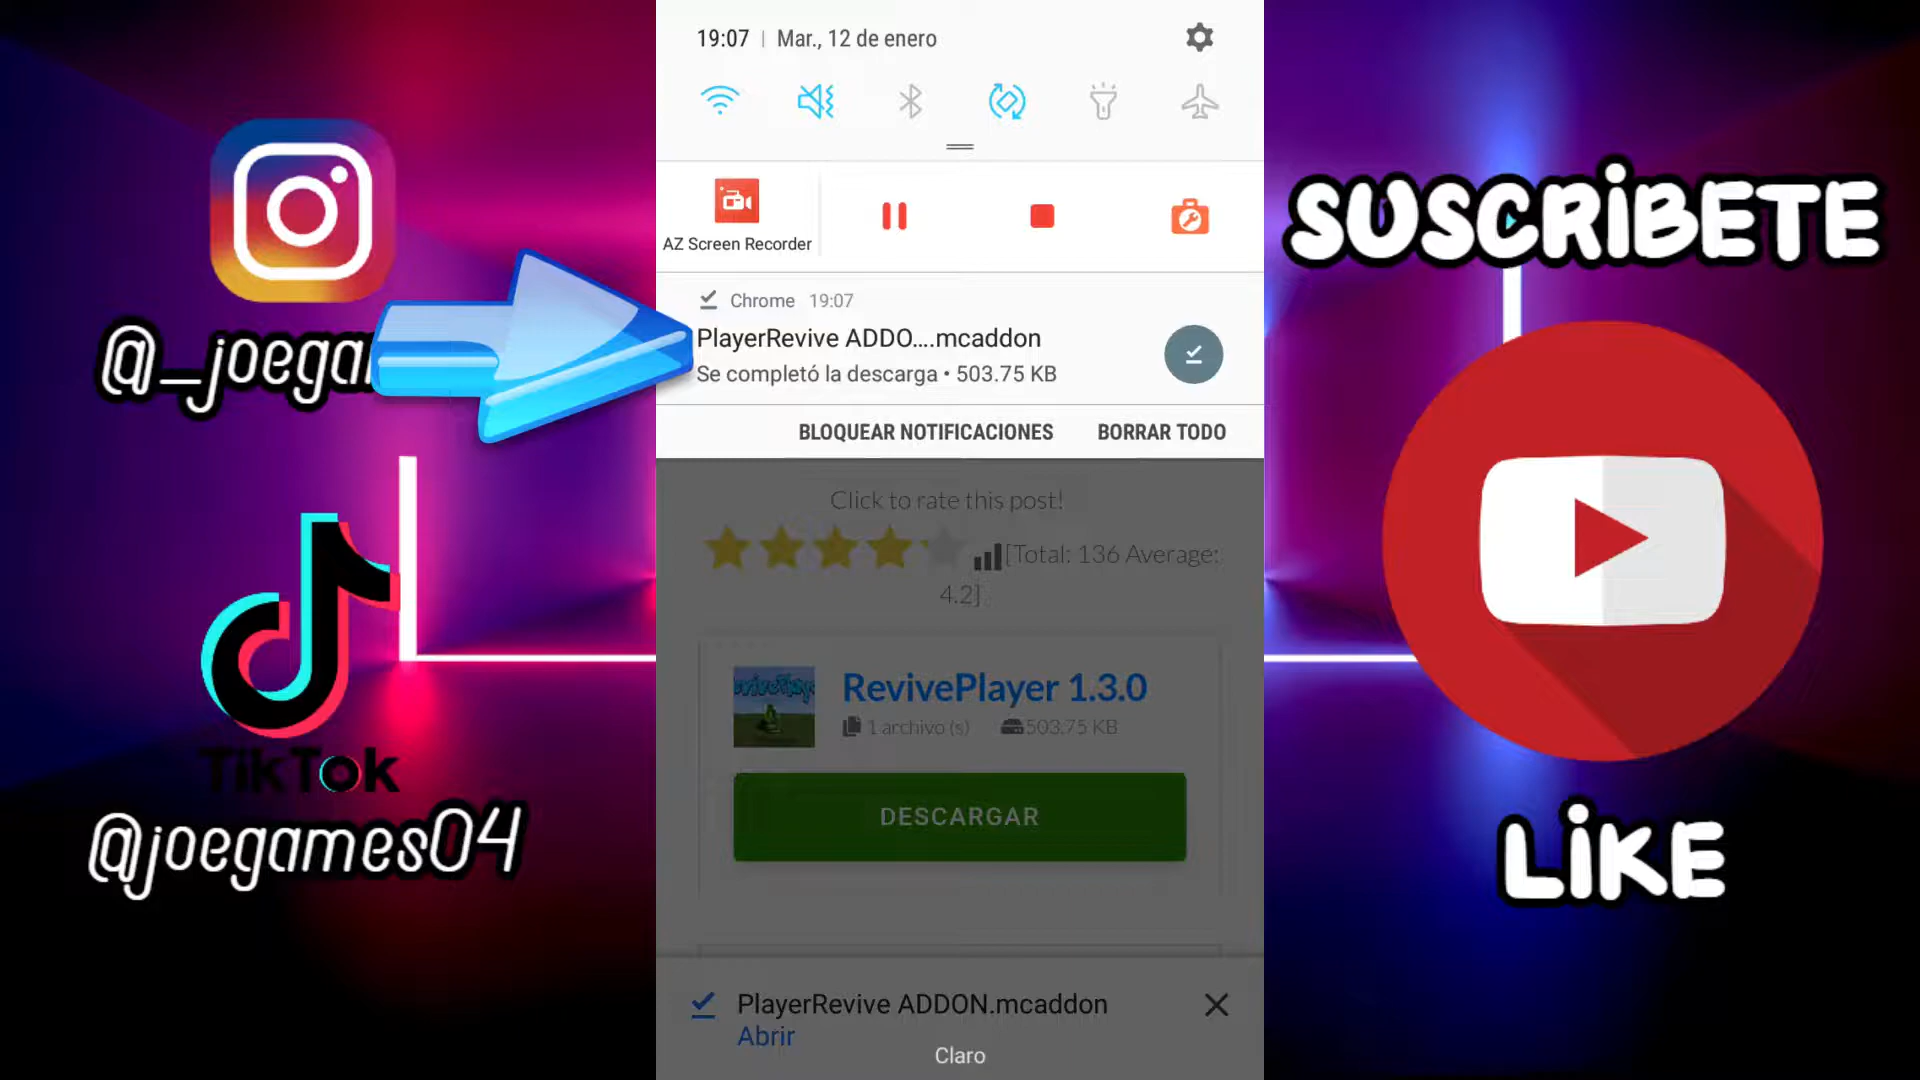 19:07 | Mar., 12 de enero
AZ Screen Recorder
Chrome 19:07
PlayerRevive ADDO....mcaddon
Se completó la descarga • 503.75 KB
BLOQUEAR NOTIFICACIONES BORRAR TODO
Click to rate this post!
[Total: 136 Average:
4.2]
RevivePlayer 1.3.0
1 archivo (s) 503.75 KB
DESCARGAR
PlayerRevive ADDON.mcaddon
Abrir
Claro
@_joega
TikTok
@joegames04
SUSCRIBETE
LIKE